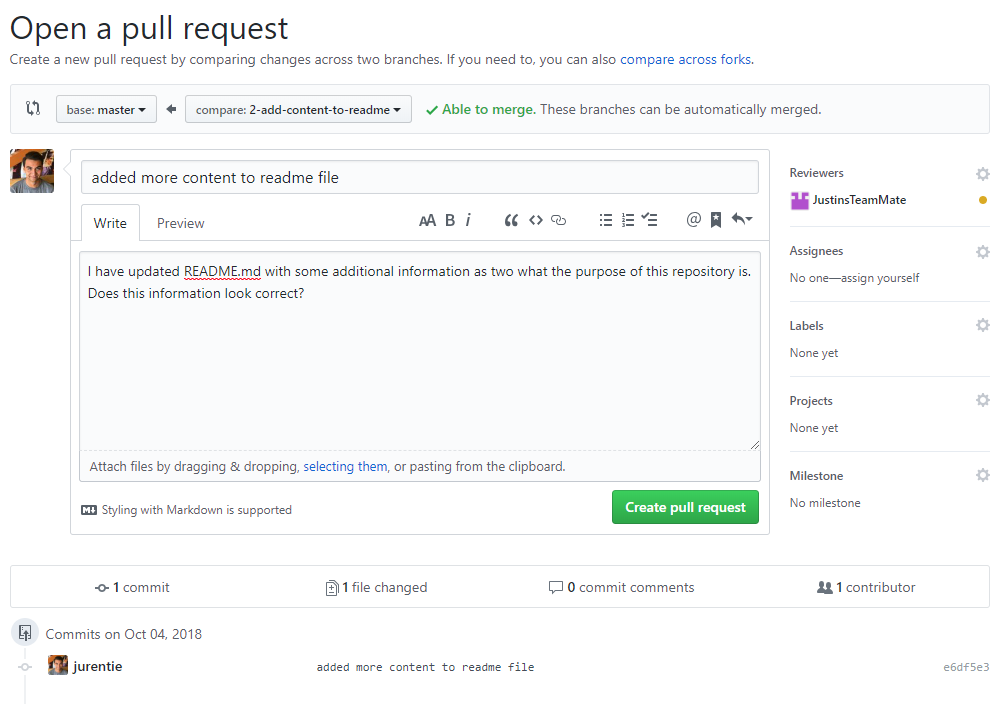 Open a pull request
Create a new pull request by comparing changes across two branches. If you need to, you can also compare across forks.
base: master compare: 2-add-content-to-readme Able to merge. These branches can be automatically merged.
added more content to readme file
Write Preview AA B i
I have updated README.md with some additional information as two what the purpose of this repository is.
Does this information look correct?
Attach files by dragging & dropping, selecting them, or pasting from the clipboard.
Styling with Markdown is supported
Create pull request
Reviewers
JustinsTeamMate
Assignees
No one—assign yourself
Labels
None yet
Projects
None yet
Milestone
No milestone
1 commit 1 file changed 0 commit comments 1 contributor
Commits on Oct 04, 2018
jurentie added more content to readme file e6df5e3